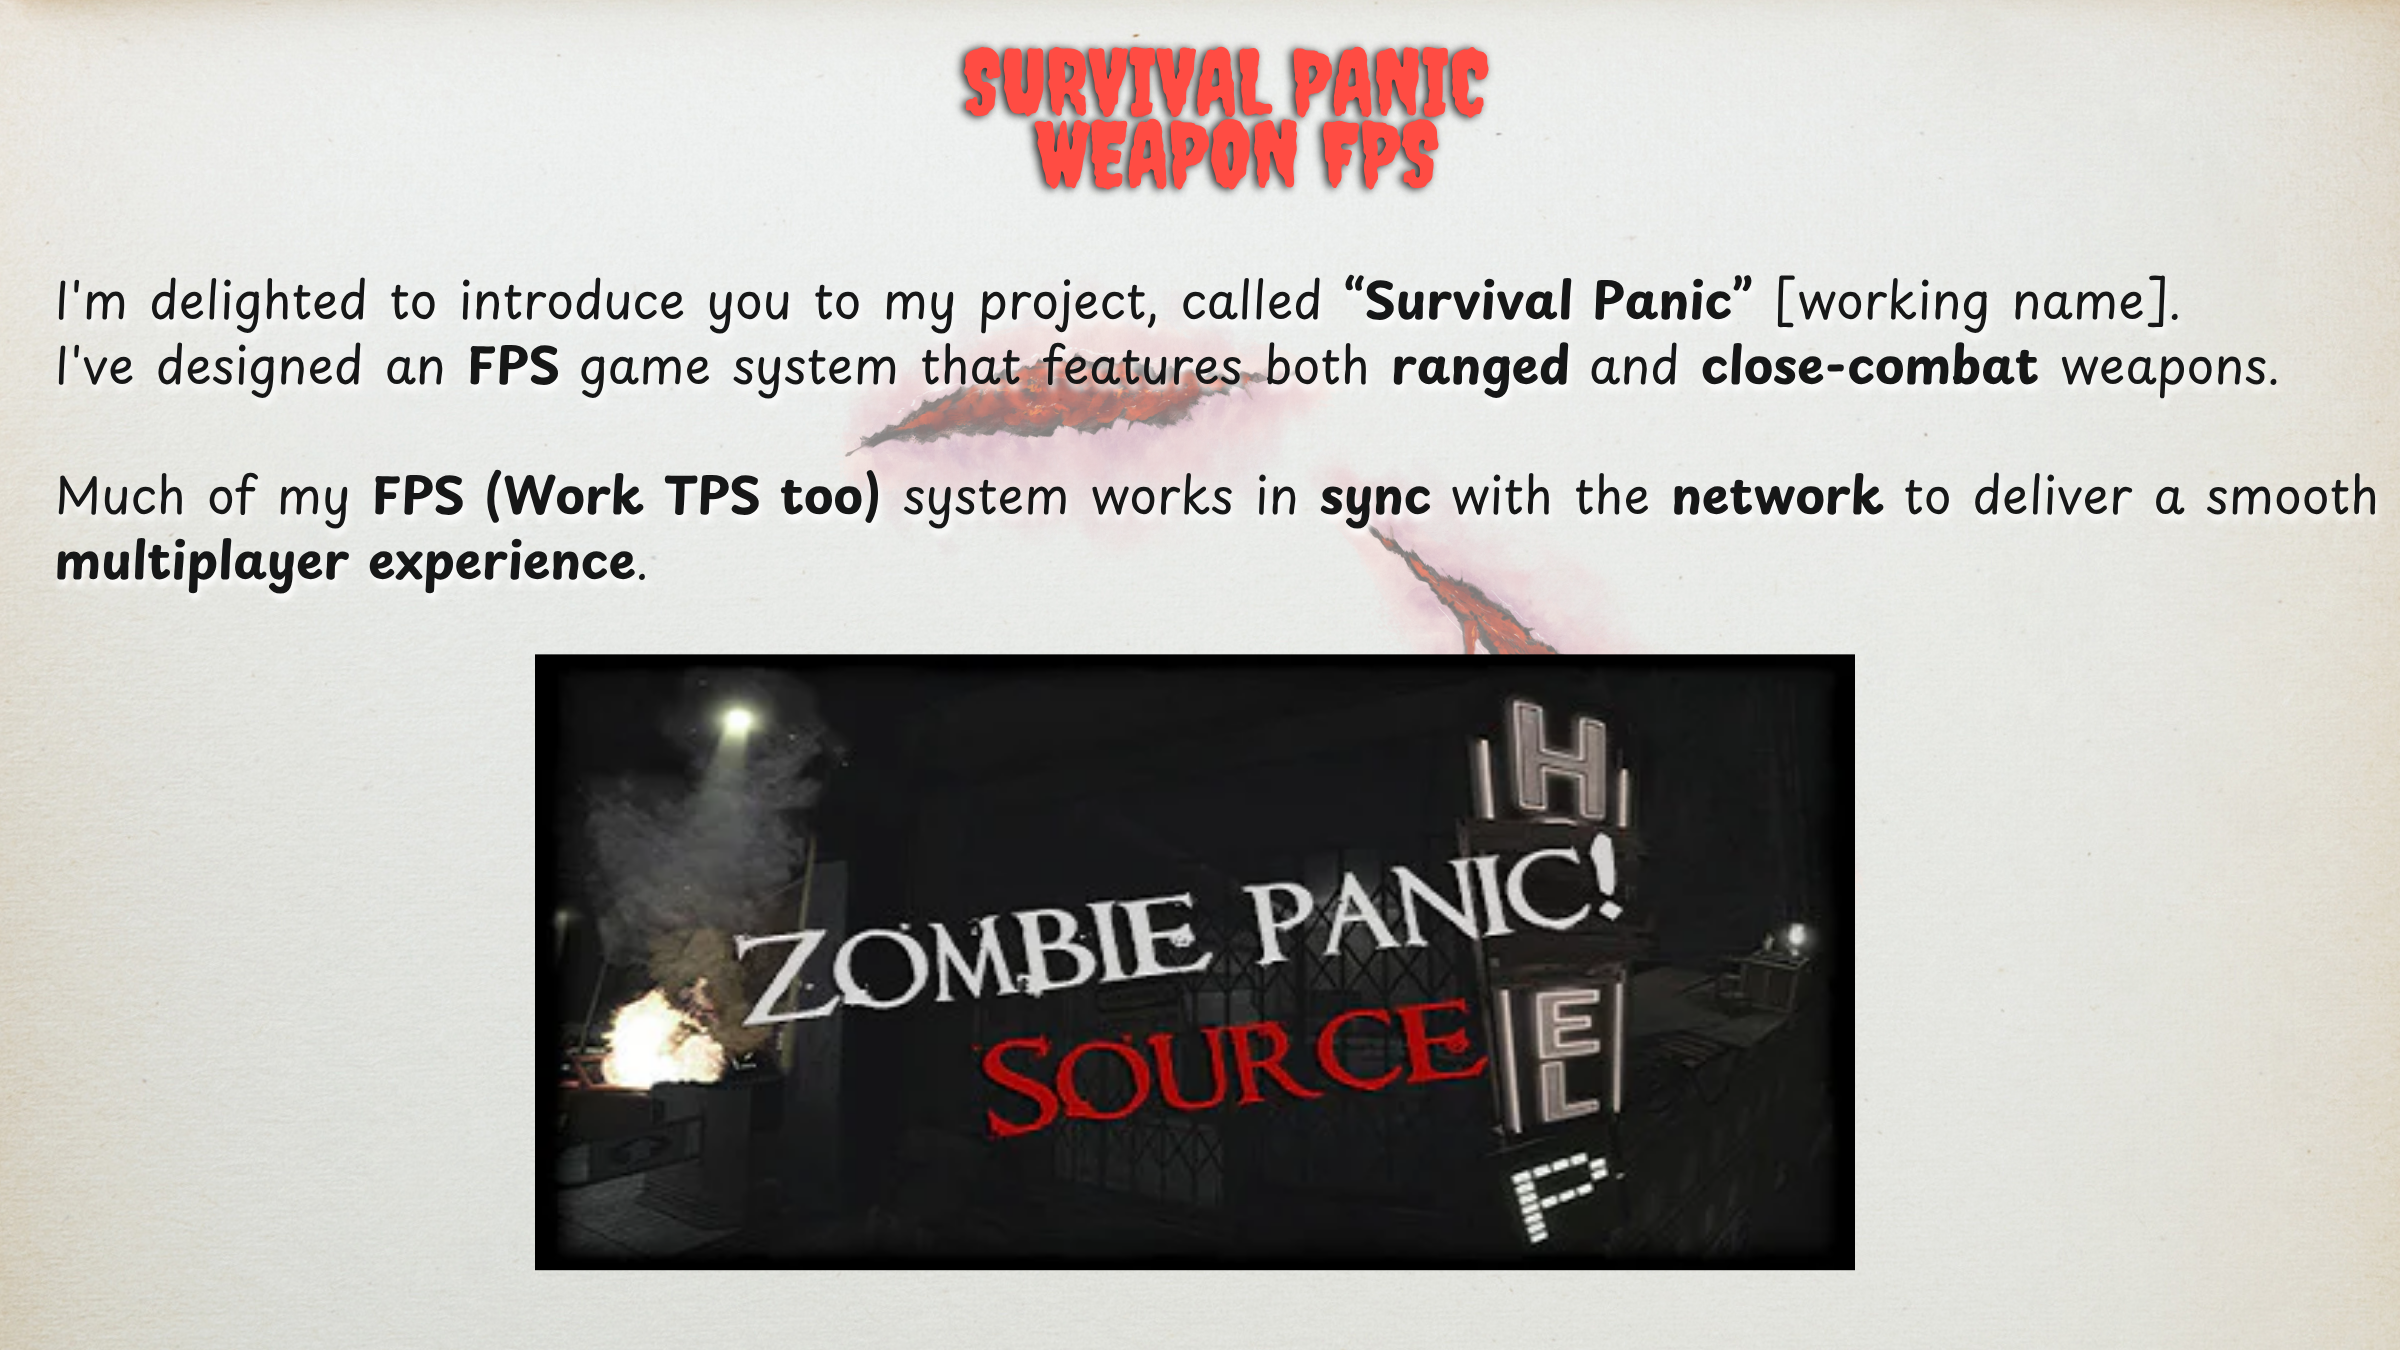 SURVIVAL PANIC
WEAPON FPS
I'm delighted to introduce you to my project, called “Survival Panic” [working name].
I've designed an FPS game system that features both ranged and close-combat weapons.
Much of my FPS (Work TPS too) system works in sync with the network to deliver a smooth
multiplayer experience.
ZOMBIE PANIC!
SOURCE
HELP